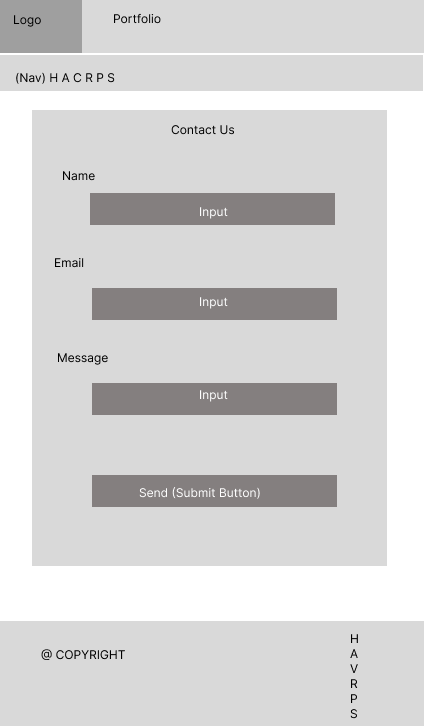 Logo
Portfolio
(Nav) H A C R P S
Contact Us
Name
Input
Email
Input
Message
Input
Send (Submit Button)
@ COPYRIGHT
H
A
V
R
P
S